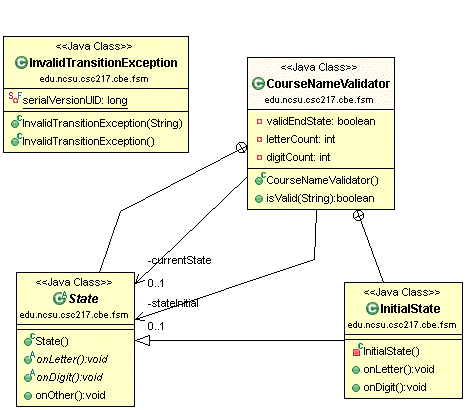 <<Java Class>>
InvalidTransitionException
edu.ncsu.csc217.cbe.fsm
serialVersionUID: long
InvalidTransitionException(String)
InvalidTransitionException()
<<Java Class>>
CourseNameValidator
edu.ncsu.csc217.cbe.fsm
validEndState: boolean
letterCount: int
digitCount: int
CourseNameValidator()
isValid(String):boolean
-currentState
0..1
-stateInitial
0..1
<<Java Class>>
State
edu.ncsu.csc217.cbe.fsm
State()
onLetter():void
onDigit():void
onOther():void
<<Java Class>>
InitialState
edu.ncsu.csc217.cbe.fsm
InitialState()
onLetter():void
onDigit():void